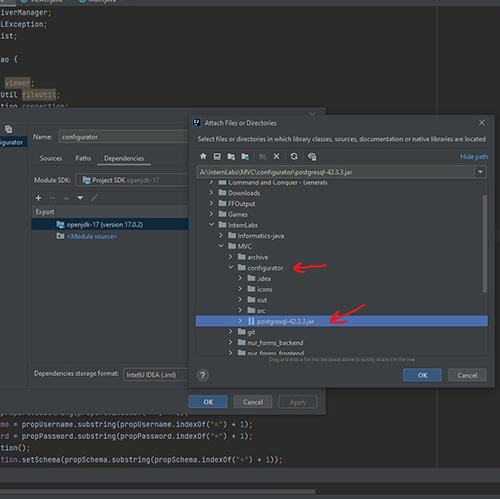 Viewer.java
Main.java
iverManager;
LException;
ist;
ao {
viewer;
Util fileUtil;
tion connection;
Attach Files or Directories
Select files or directories in which library classes, sources, documentation or native libraries are located
Hide path
A:\InternLabs\MVC\configurator\postgresql-42.3.3.jar
Command and Conquer - Generals
Downloads
FFOutput
Games
InternLabs
Informatics-java
MVC
archive
configurator
.idea
icons
out
src
postgresql-42.3.3.jar
git
nur_forms_backend
nur_forms_frontend
Drag and drop a file into the space above to quickly locate it in the tree
OK
Cancel
figurator
Name:
configurator
Sources
Paths
Dependencies
Module SDK:
Project SDK openjdk-17
Export
openjdk-17 (version 17.0.2)
<Module source>
Dependencies storage format:
IntelliJ IDEA (.iml)
OK
Cancel
Apply
me = propUsername.substring(propUsername.indexOf("=") + 1);
rd = propPassword.substring(propPassword.indexOf("=") + 1);
tion();
tion.setSchema(propSchema.substring(propSchema.indexOf("=") + 1));